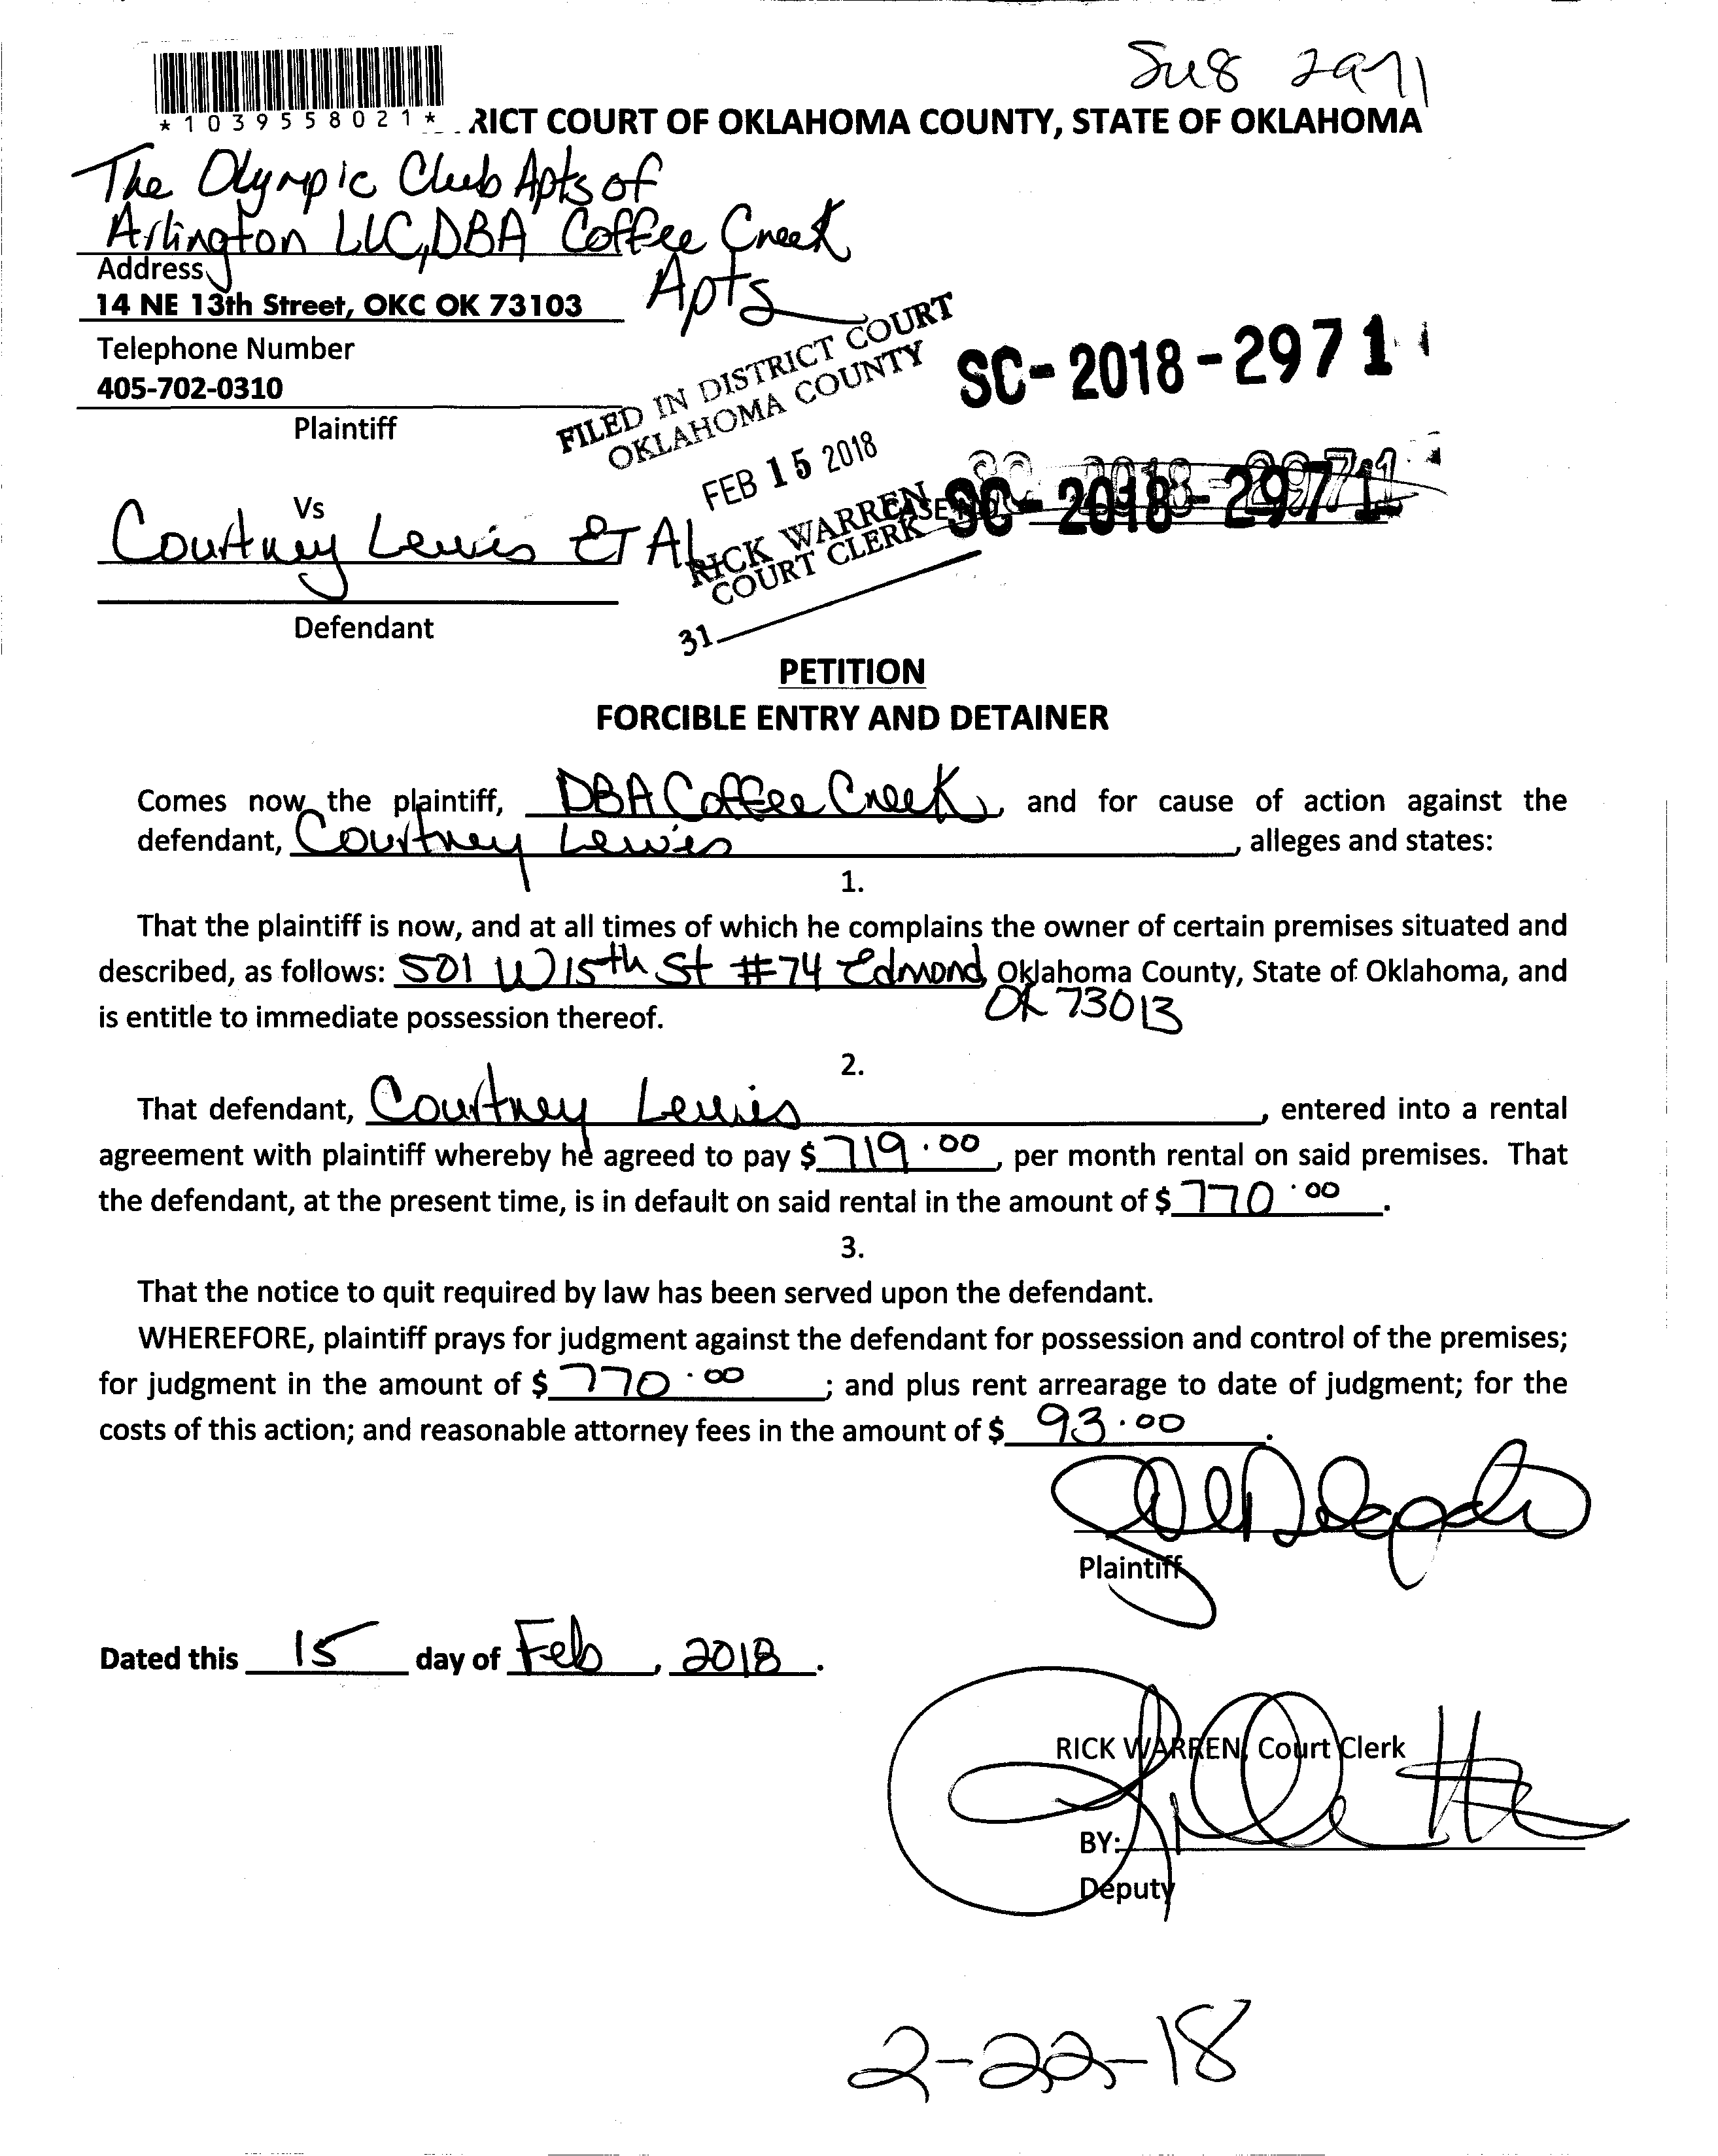 *1039558021*
RICT COURT OF OKLAHOMA COUNTY, STATE OF OKLAHOMA
The Olympic Club Apts of
Arlington LLC, DBA Coffee Creek
Apts
Address
14 NE 13th Street, OKC OK 73103
Telephone Number
405-702-0310
Plaintiff
FILED IN DISTRICT COURT
OKLAHOMA COUNTY
FEB 15 2018
RICK WARREN
COURT CLERK
31
SC-2018-2971
Vs
CASE NO. SC-2018-2971
Courtney Lewis ET Al
Defendant
PETITION
FORCIBLE ENTRY AND DETAINER
Comes now the plaintiff, DBA Coffee Creek, and for cause of action against the
defendant, Courtney Lewis, alleges and states:
1.
That the plaintiff is now, and at all times of which he complains the owner of certain premises situated and
described, as follows: 501 W 15th St #74 Edmond, Oklahoma County, State of Oklahoma, and
OK 73013
is entitle to immediate possession thereof.
2.
That defendant, Courtney Lewis, entered into a rental
agreement with plaintiff whereby he agreed to pay $ 719.00, per month rental on said premises. That
the defendant, at the present time, is in default on said rental in the amount of $ 770.00.
3.
That the notice to quit required by law has been served upon the defendant.
WHEREFORE, plaintiff prays for judgment against the defendant for possession and control of the premises;
for judgment in the amount of $ 770.00; and plus rent arrearage to date of judgment; for the
costs of this action; and reasonable attorney fees in the amount of $ 93.00.
Plaintiff
Dated this 15 day of Feb, 2018.
RICK WARREN, Court Clerk
BY:
Deputy
2-22-18